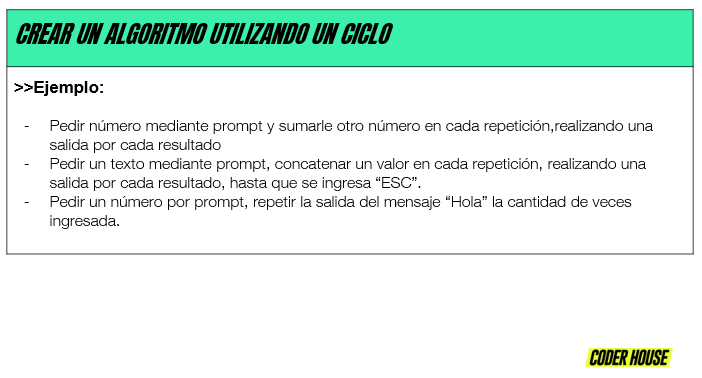 CREAR UN ALGORITMO UTILIZANDO UN CICLO
>>Ejemplo:
- Pedir número mediante prompt y sumarle otro número en cada repetición,realizando una
salida por cada resultado
- Pedir un texto mediante prompt, concatenar un valor en cada repetición, realizando una
salida por cada resultado, hasta que se ingresa “ESC”.
- Pedir un número por prompt, repetir la salida del mensaje “Hola” la cantidad de veces
ingresada.
CODER HOUSE